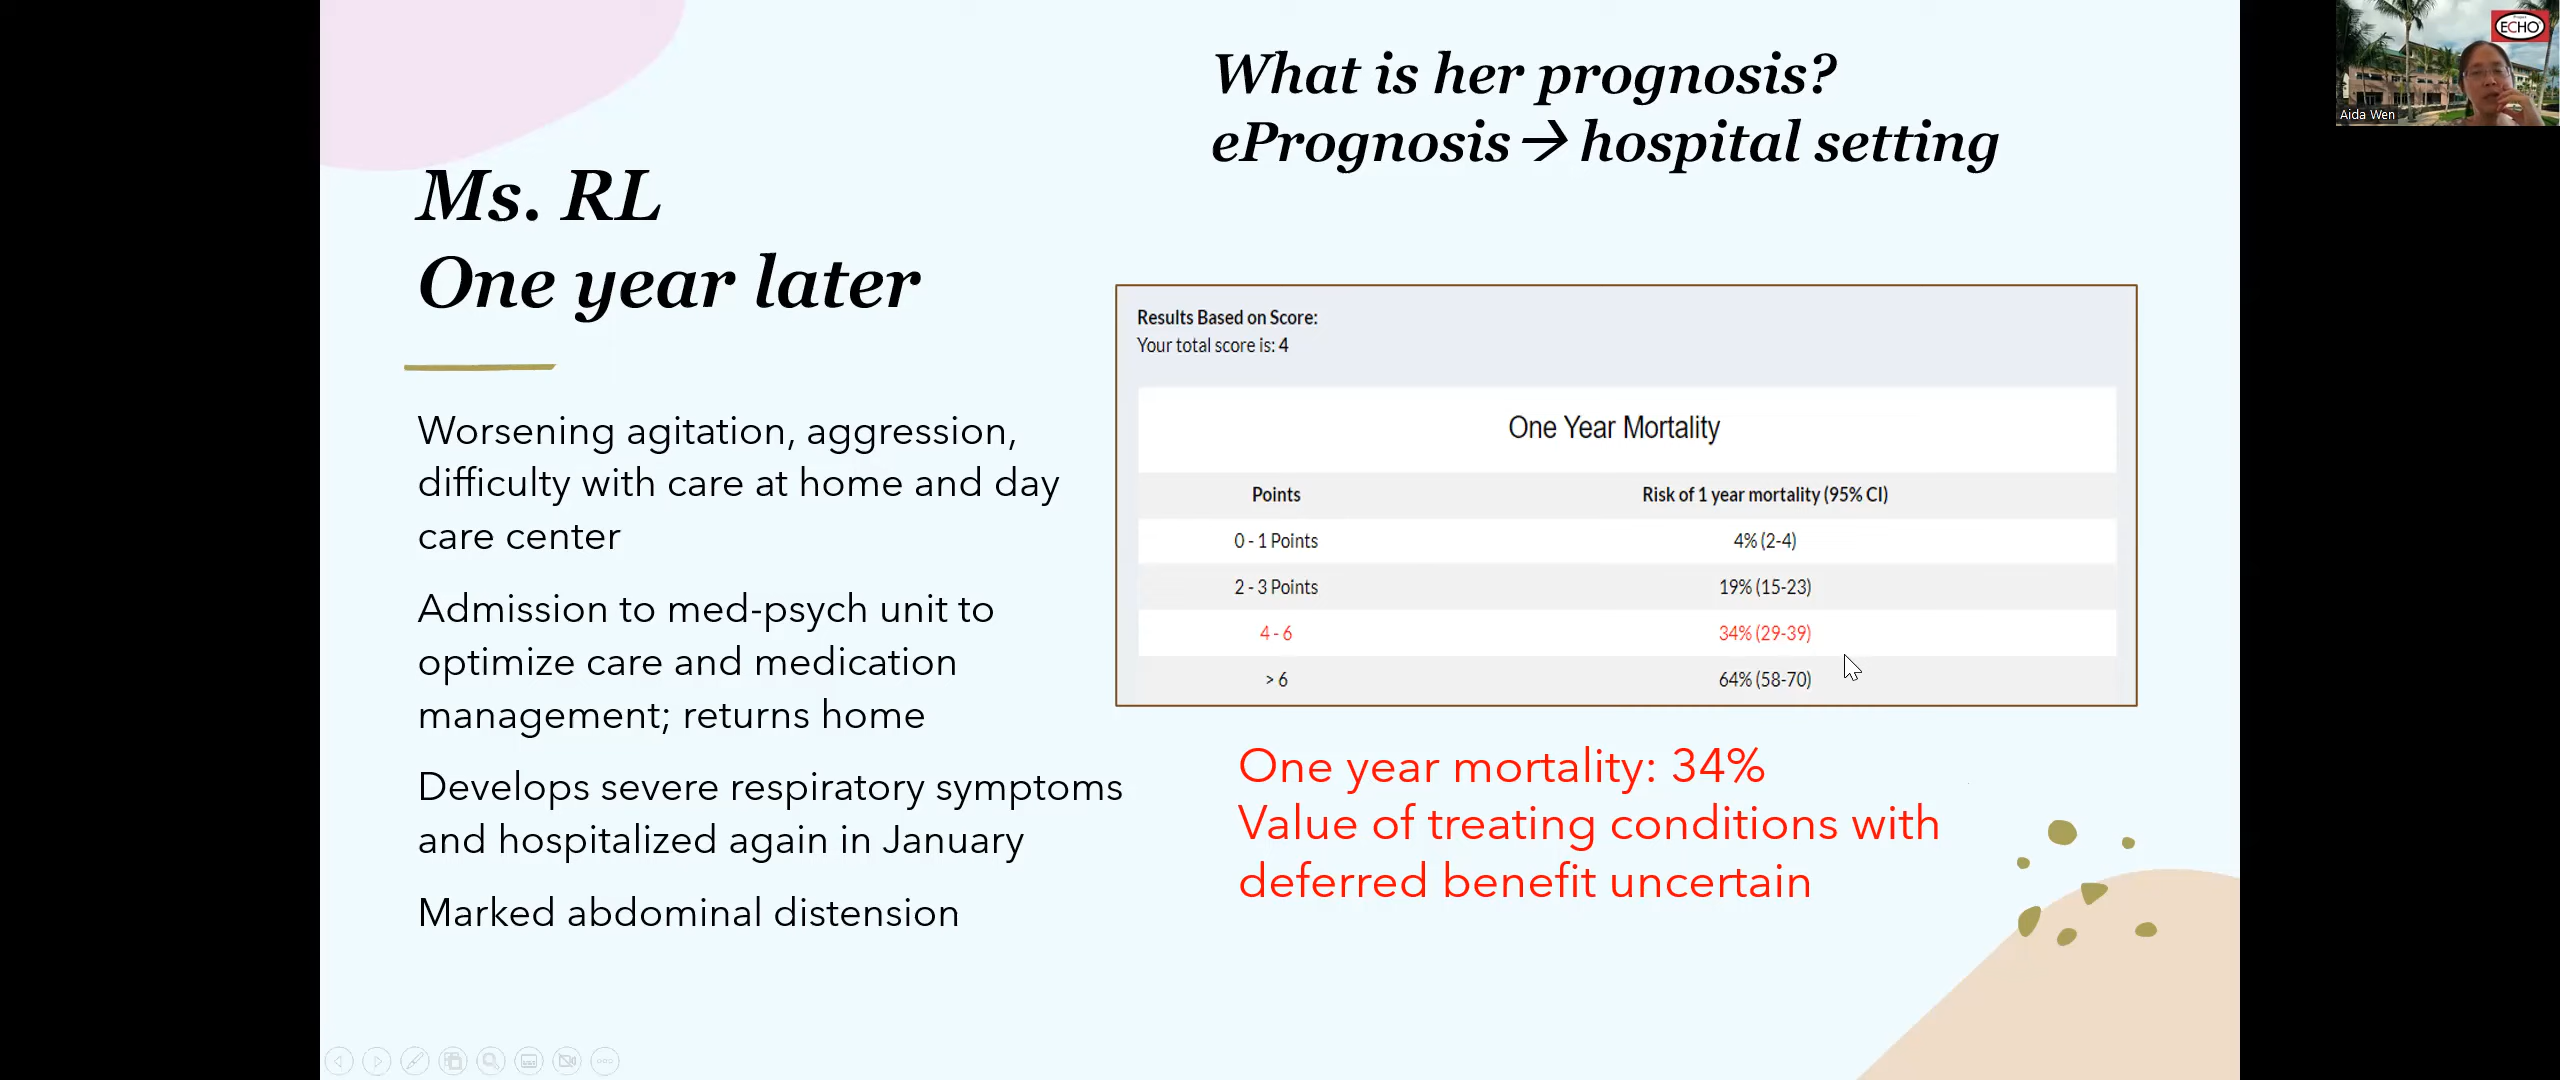 Ms. RL
One year later
Worsening agitation, aggression,
difficulty with care at home and day
care center
Admission to med-psych unit to
optimize care and medication
management; returns home
Develops severe respiratory symptoms
and hospitalized again in January
Marked abdominal distension
What is her prognosis?
ePrognosis → hospital setting
Results Based on Score:
Your total score is: 4
One Year Mortality
Points Risk of 1 year mortality (95% CI)
0 - 1 Points 4% (2-4)
2 - 3 Points 19% (15-23)
4 - 6 34% (29-39)
> 6 64% (58-70)
One year mortality: 34%
Value of treating conditions with
deferred benefit uncertain
ECHO
Aida Wen